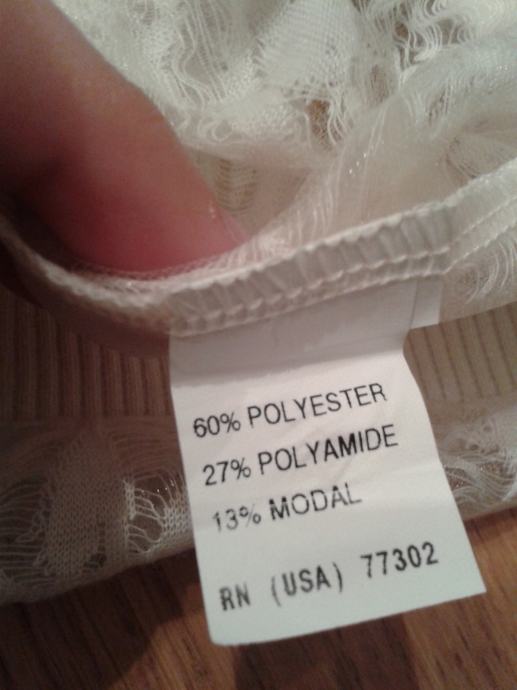 60% POLYESTER
27% POLYAMIDE
13% MODAL
RN (USA) 77302